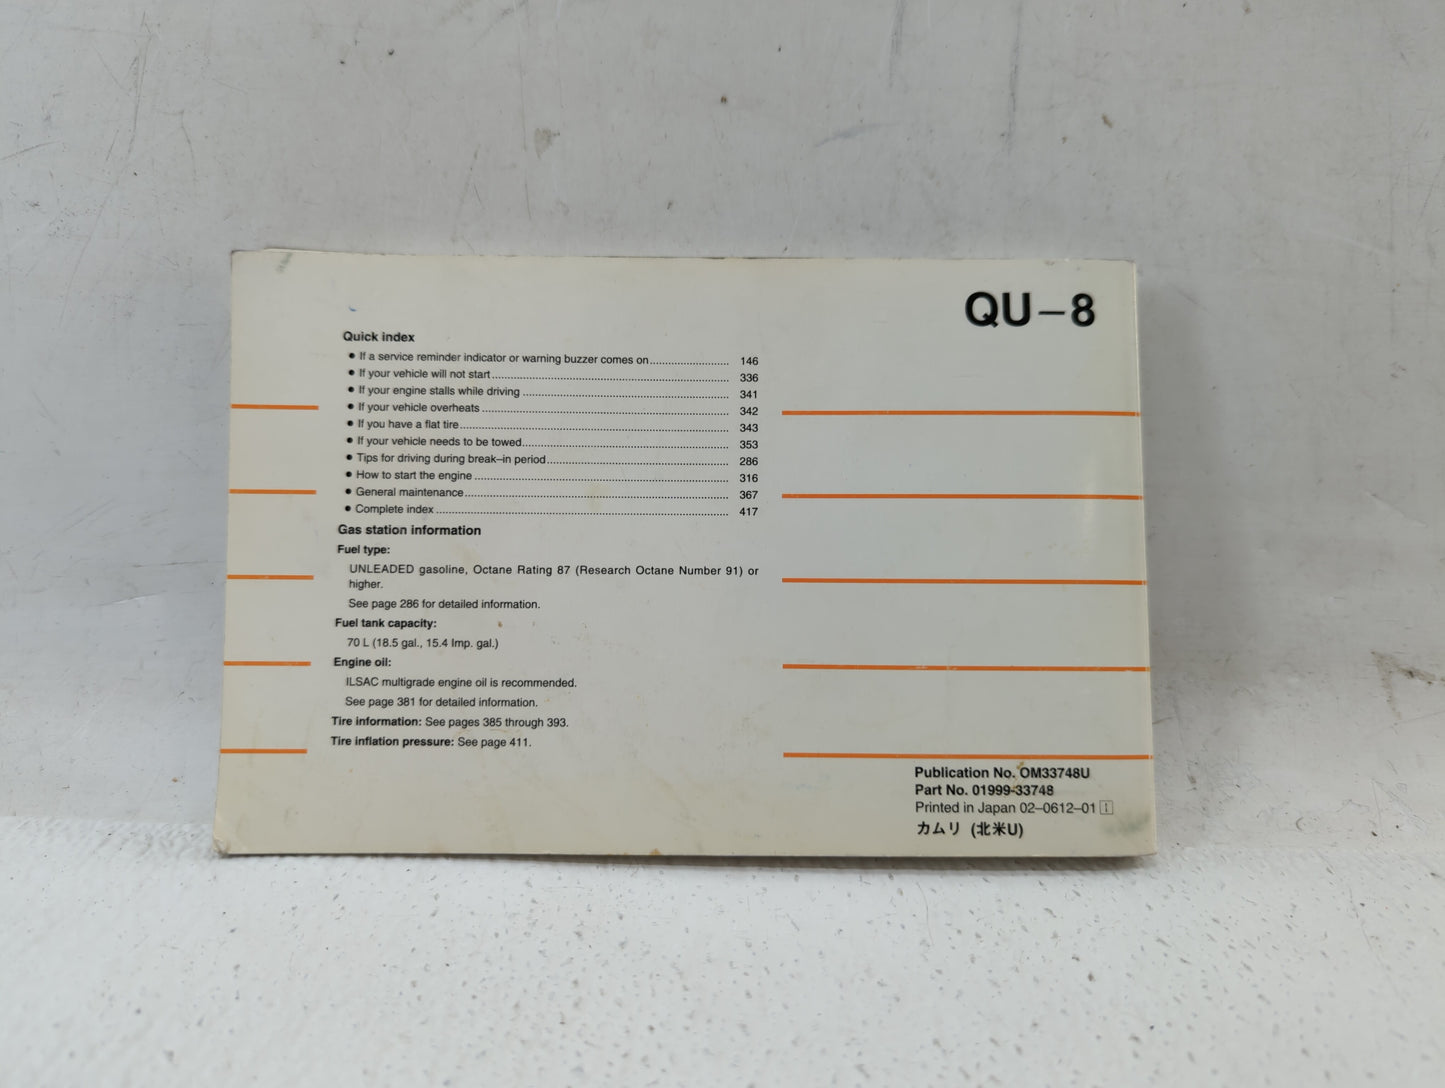 QU–8
Quick index
● If a service reminder indicator or warning buzzer comes on ........................ 146
● If your vehicle will not start ........................ 336
● If your engine stalls while driving ........................ 341
● If your vehicle overheats ........................ 342
● If you have a flat tire ........................ 343
● If your vehicle needs to be towed ........................ 353
● Tips for driving during break–in period ........................ 286
● How to start the engine ........................ 316
● General maintenance ........................ 367
● Complete index ........................ 417
Gas station information
Fuel type:
UNLEADED gasoline, Octane Rating 87 (Research Octane Number 91) or
higher.
See page 286 for detailed information.
Fuel tank capacity:
70 L (18.5 gal., 15.4 Imp. gal.)
Engine oil:
ILSAC multigrade engine oil is recommended.
See page 381 for detailed information.
Tire information: See pages 385 through 393.
Tire inflation pressure: See page 411.
Publication No. OM33748U
Part No. 01999-33748
Printed in Japan 02–0612–01 i
カムリ (北米U)